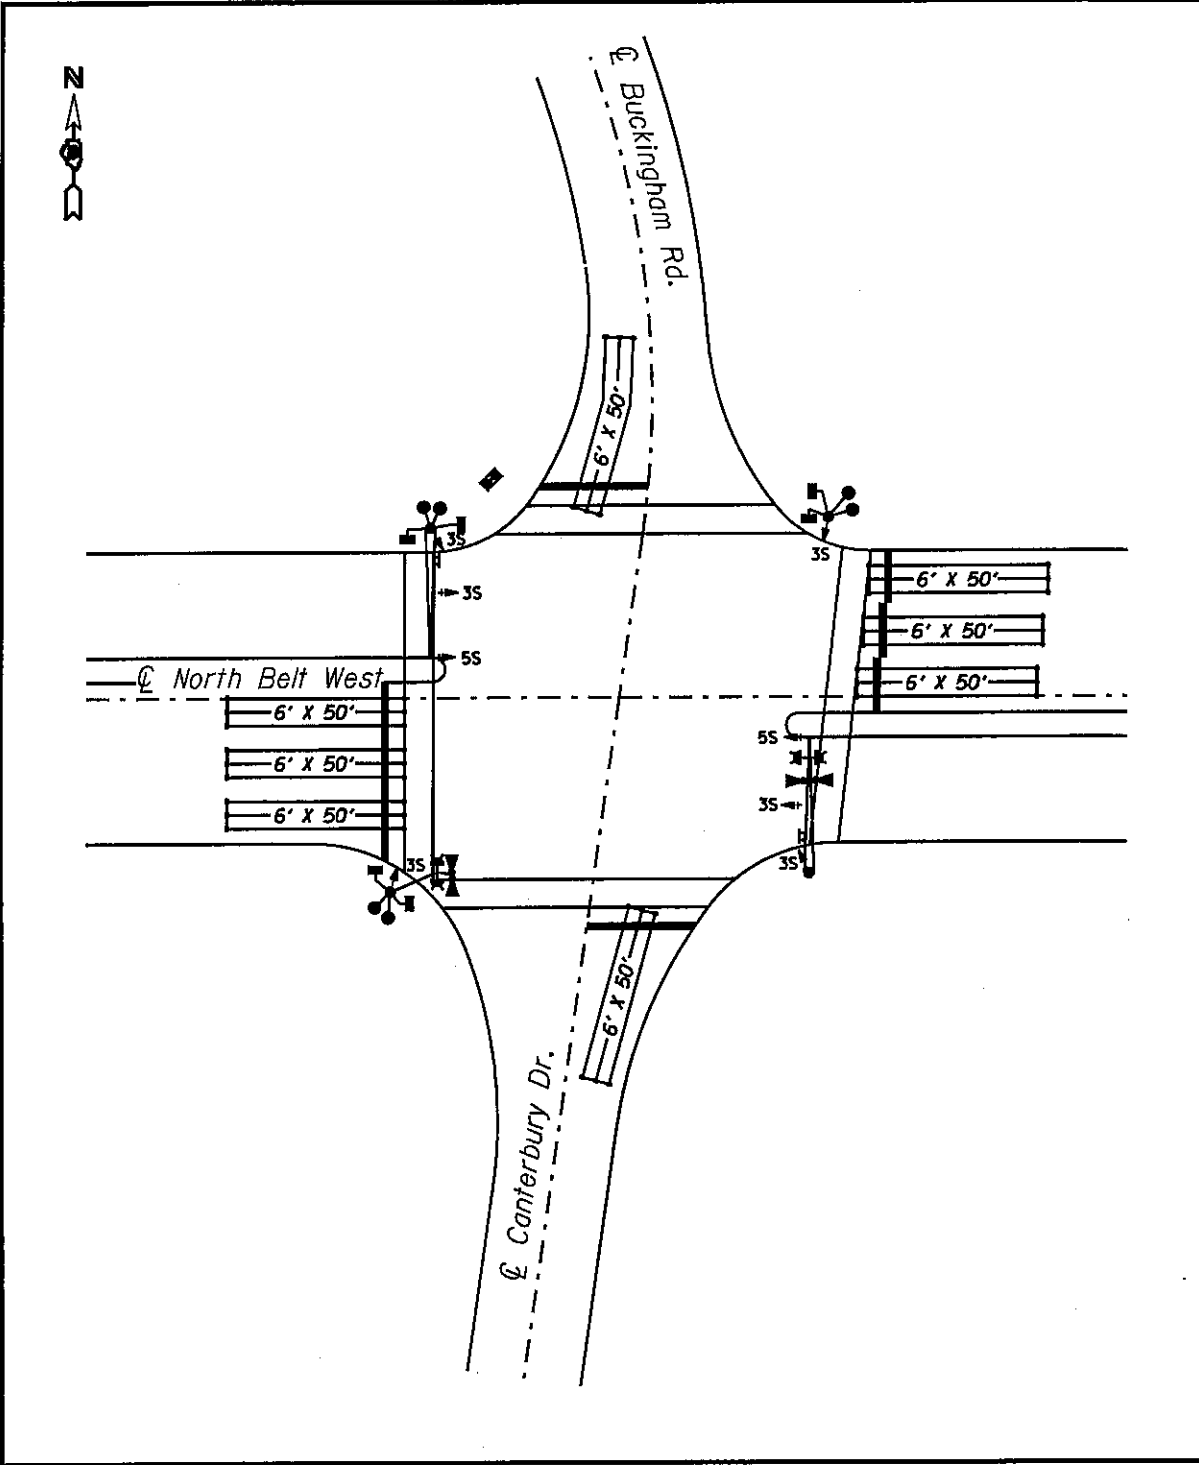 N
℄ Buckingham Rd.
6' X 50'
3S
3S
6' X 50'
3S
6' X 50'
5S
℄ North Belt West
6' X 50'
6' X 50'
5S
6' X 50'
3S
6' X 50'
3S
3S
6' X 50'
℄ Canterbury Dr.